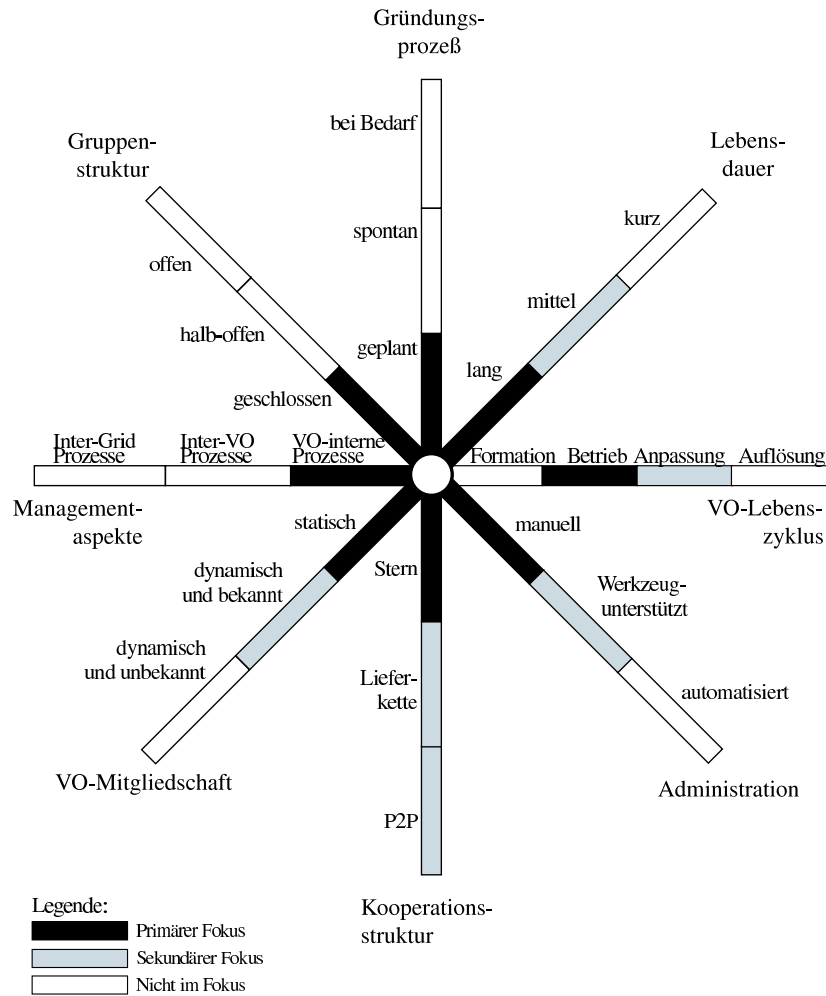 Gründungs-
prozeß
bei Bedarf
spontan
geplant
Lebens-
dauer
kurz
mittel
lang
Gruppen-
struktur
offen
halb-offen
geschlossen
Inter-Grid
Prozesse
Inter-VO
Prozesse
VO-interne
Prozesse
Management-
aspekte
Formation
Betrieb
Anpassung
Auflösung
VO-Lebens-
zyklus
statisch
dynamisch
und bekannt
dynamisch
und unbekannt
VO-Mitgliedschaft
Stern
Liefer-
kette
P2P
Kooperations-
struktur
manuell
Werkzeug-
unterstützt
automatisiert
Administration
Legende:
Primärer Fokus
Sekundärer Fokus
Nicht im Fokus